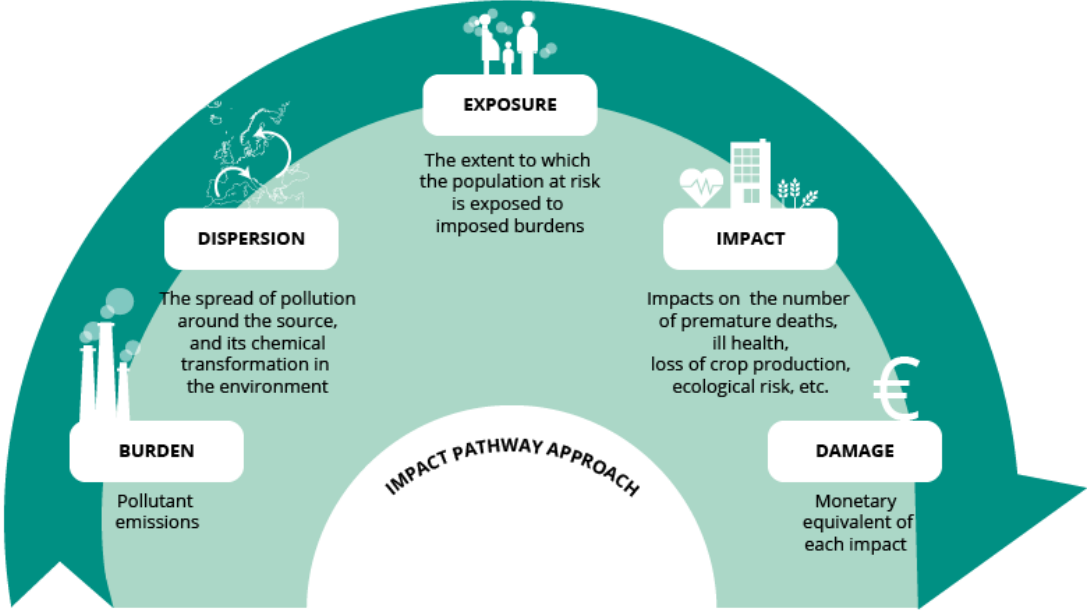 EXPOSURE
The extent to which
the population at risk
is exposed to
imposed burdens
DISPERSION
The spread of pollution
around the source,
and its chemical
transformation in
the environment
IMPACT
Impacts on  the number
of premature deaths,
ill health,
loss of crop production,
ecological risk, etc.
€
BURDEN
Pollutant
emissions
IMPACT PATHWAY APPROACH
DAMAGE
Monetary
equivalent of
each impact